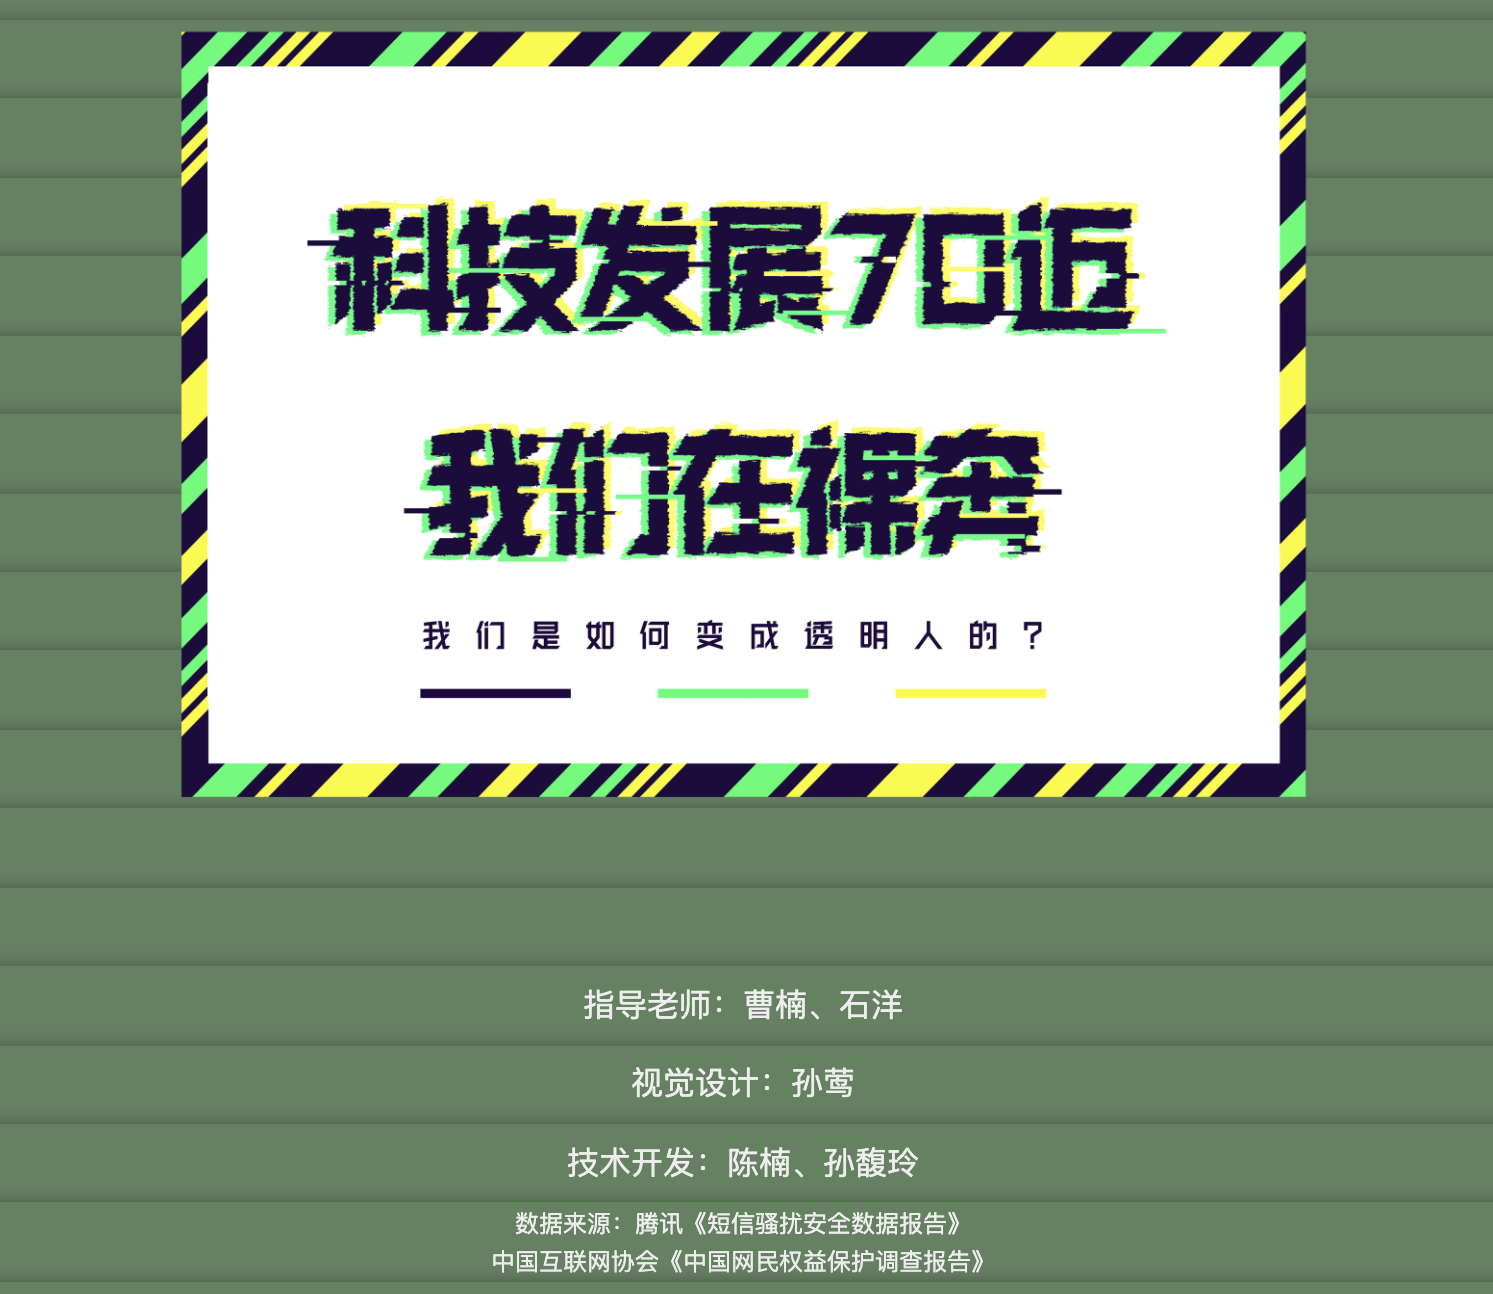 科技发展70近
我们在裸奔
我们是如何变成透明人的？
指导老师：曹楠、石洋
视觉设计：孙莺
技术开发：陈楠、孙馥玲
数据来源：腾讯《短信骚扰安全数据报告》
中国互联网协会《中国网民权益保护调查报告》